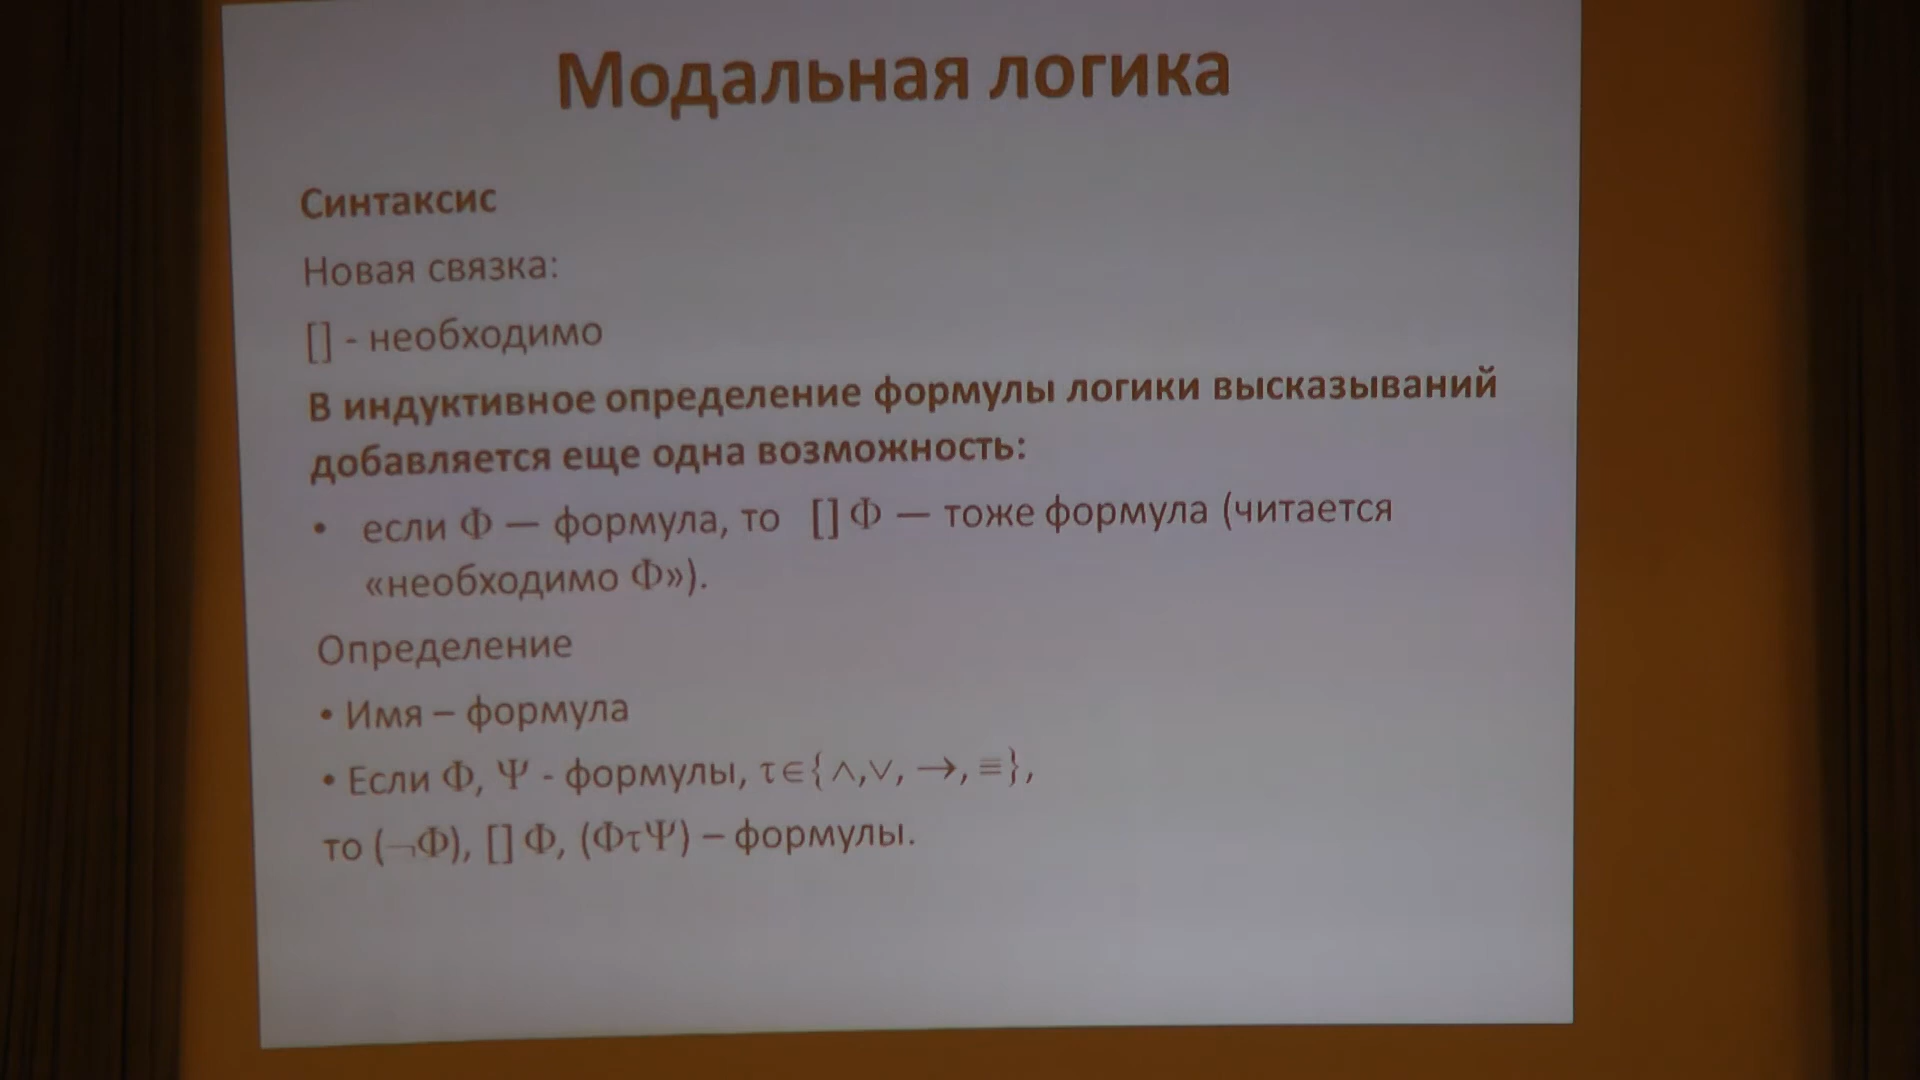 Модальная логика
Синтаксис
Новая связка:
[] - необходимо
В индуктивное определение формулы логики высказываний
добавляется еще одна возможность:
• если Φ — формула, то [] Φ — тоже формула (читается
«необходимо Φ»).
Определение
• Имя – формула
• Если Φ, Ψ - формулы, τ∈{∧,∨, →, ≡},
то (¬Φ), [] Φ, (ΦτΨ) – формулы.